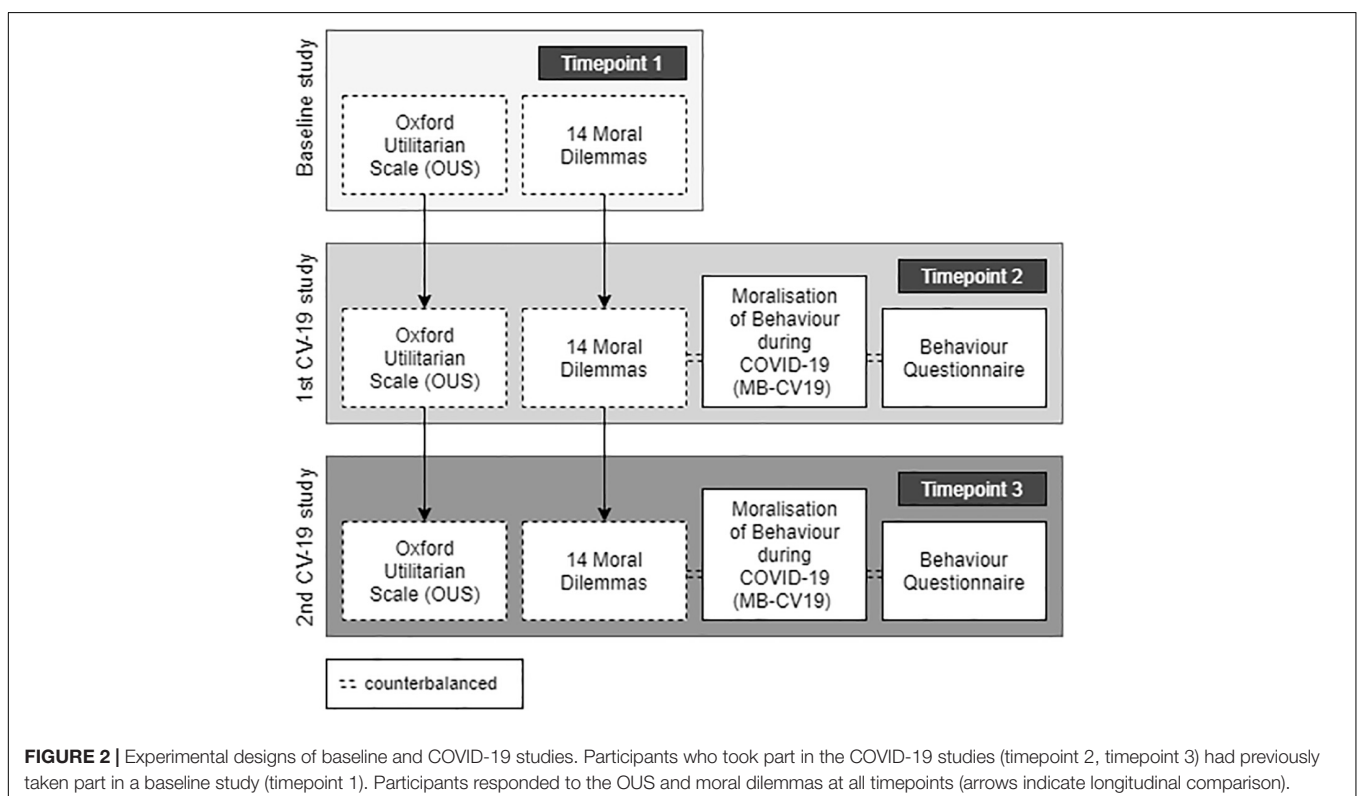 Baseline study
Timepoint 1
Oxford
Utilitarian
Scale (OUS)
14 Moral
Dilemmas
1st CV-19 study
Timepoint 2
Oxford
Utilitarian
Scale (OUS)
14 Moral
Dilemmas
Moralisation
of Behaviour
during
COVID-19
(MB-CV19)
Behaviour
Questionnaire
2nd CV-19 study
Timepoint 3
Oxford
Utilitarian
Scale (OUS)
14 Moral
Dilemmas
Moralisation
of Behaviour
during
COVID-19
(MB-CV19)
Behaviour
Questionnaire
counterbalanced
FIGURE 2 | Experimental designs of baseline and COVID-19 studies. Participants who took part in the COVID-19 studies (timepoint 2, timepoint 3) had previously
taken part in a baseline study (timepoint 1). Participants responded to the OUS and moral dilemmas at all timepoints (arrows indicate longitudinal comparison).